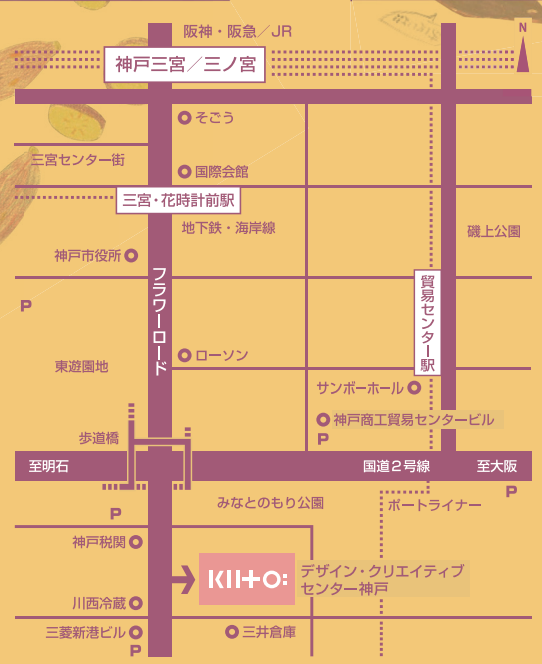 阪神・阪急／JR
N
神戸三宮／三ノ宮
そごう
三宮センター街
国際会館
三宮・花時計前駅
地下鉄・海岸線
磯上公園
神戸市役所
フラワーロード
貿易センター駅
P
ローソン
東遊園地
サンボーホール
神戸商工貿易センタービル
P
歩道橋
至明石
国道2号線
至大阪
P
みなとのもり公園
ポートライナー
P
神戸税関
KIITO:
デザイン・クリエイティブ
センター神戸
川西冷蔵
三菱新港ビル
三井倉庫
P